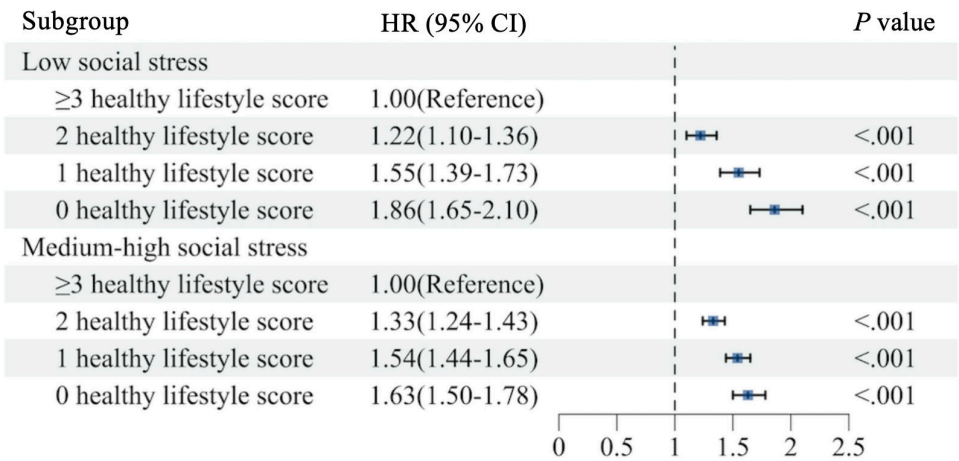 Subgroup HR (95% CI) P value
Low social stress
≥3 healthy lifestyle score 1.00(Reference)
2 healthy lifestyle score 1.22(1.10-1.36) <.001
1 healthy lifestyle score 1.55(1.39-1.73) <.001
0 healthy lifestyle score 1.86(1.65-2.10) <.001
Medium-high social stress
≥3 healthy lifestyle score 1.00(Reference)
2 healthy lifestyle score 1.33(1.24-1.43) <.001
1 healthy lifestyle score 1.54(1.44-1.65) <.001
0 healthy lifestyle score 1.63(1.50-1.78) <.001
0 0.5 1 1.5 2 2.5